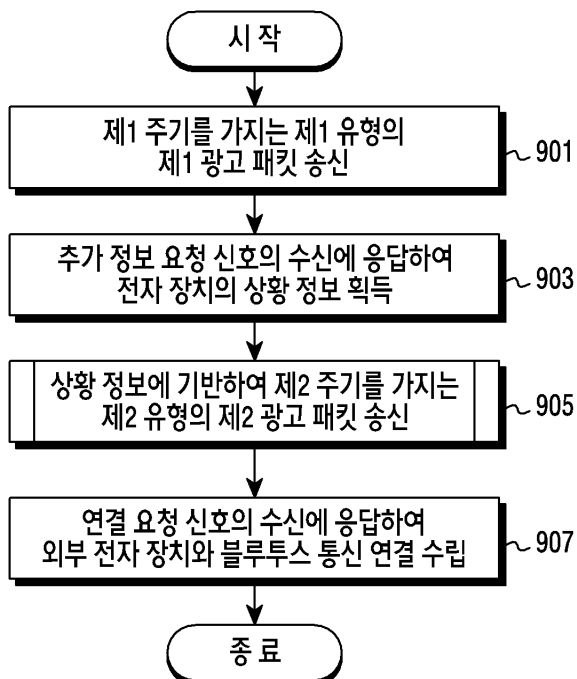 시 작
제1 주기를 가지는 제1 유형의
제1 광고 패킷 송신
901
추가 정보 요청 신호의 수신에 응답하여
전자 장치의 상황 정보 획득
903
상황 정보에 기반하여 제2 주기를 가지는
제2 유형의 제2 광고 패킷 송신
905
연결 요청 신호의 수신에 응답하여
외부 전자 장치와 블루투스 통신 연결 수립
907
종 료